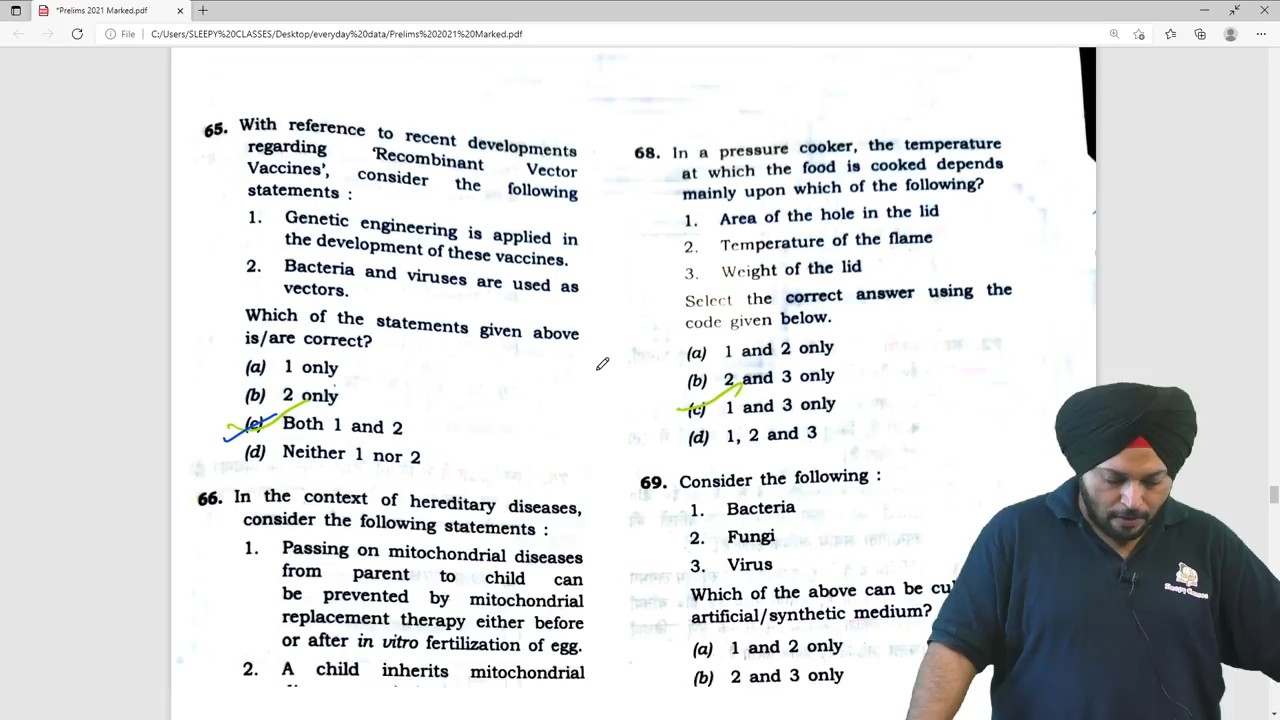 *Prelims 2021 Marked.pdf
File
C:/Users/SLEEPY%20CLASSES/Desktop/everyday%20data/Prelims%202021%20Marked.pdf
65. With reference to recent developments
regarding 'Recombinant Vector
Vaccines', consider the following
statements :
1. Genetic engineering is applied in
the development of these vaccines.
2. Bacteria and viruses are used as
vectors.
Which of the statements given above
is/are correct?
(a) 1 only
(b) 2 only
(c) Both 1 and 2
(d) Neither 1 nor 2
66. In the context of hereditary diseases,
consider the following statements :
1. Passing on mitochondrial diseases
from parent to child can
be prevented by mitochondrial
replacement therapy either before
or after in vitro fertilization of egg.
2. A child inherits mitochondrial
68. In a pressure cooker, the temperature
at which the food is cooked depends
mainly upon which of the following?
1. Area of the hole in the lid
2. Temperature of the flame
3. Weight of the lid
Select the correct answer using the
code given below.
(a) 1 and 2 only
(b) 2 and 3 only
(c) 1 and 3 only
(d) 1, 2 and 3
69. Consider the following :
1. Bacteria
2. Fungi
3. Virus
Which of the above can be cu
artificial/synthetic medium?
(a) 1 and 2 only
(b) 2 and 3 only
Sleepy Classes